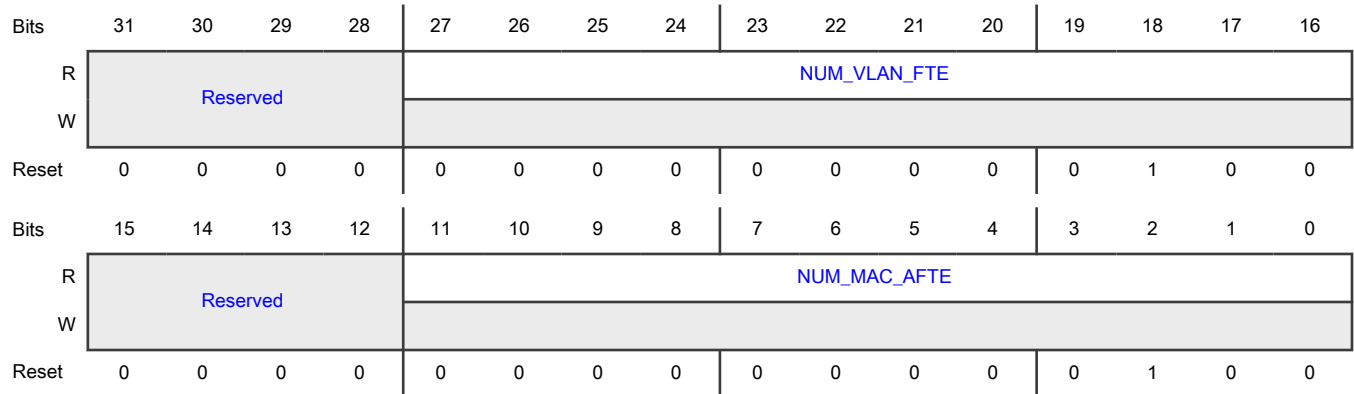 Bits 31 30 29 28 27 26 25 24 23 22 21 20 19 18 17 16
R Reserved NUM_VLAN_FTE
W
Reset 0 0 0 0 0 0 0 0 0 0 0 0 0 1 0 0
Bits 15 14 13 12 11 10 9 8 7 6 5 4 3 2 1 0
R Reserved NUM_MAC_AFTE
W
Reset 0 0 0 0 0 0 0 0 0 0 0 0 0 1 0 0